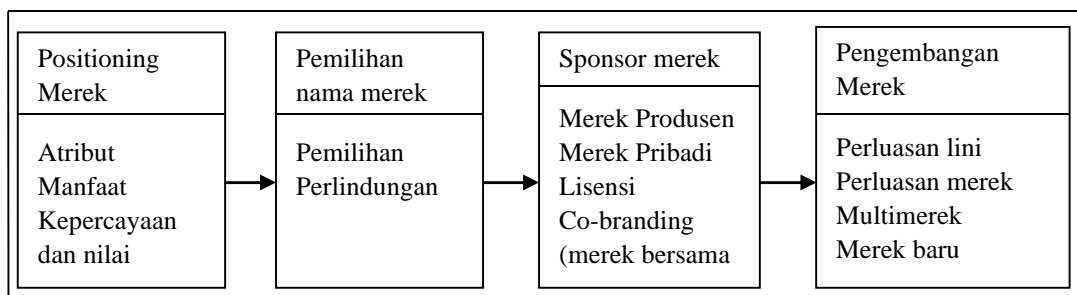 Positioning
Merek
Atribut
Manfaat
Kepercayaan
dan nilai
Pemilihan
nama merek
Pemilihan
Perlindungan
Sponsor merek
Merek Produsen
Merek Pribadi
Lisensi
Co-branding
(merek bersama
Pengembangan
Merek
Perluasan lini
Perluasan merek
Multimerek
Merek baru